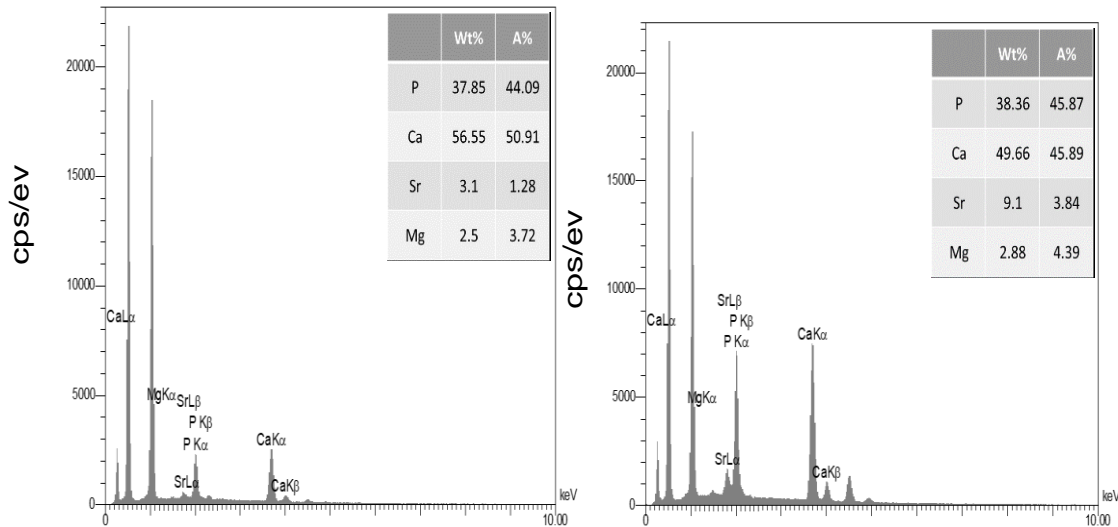 Wt% A%
P 37.85 44.09
Ca 56.55 50.91
Sr 3.1 1.28
Mg 2.5 3.72
cps/ev
20000
15000
10000
5000
0
CaLα
MgKα
SrLβ
P Kβ
P Kα
SrLα
CaKα
CaKβ
keV
0
10.00
Wt% A%
P 38.36 45.87
Ca 49.66 45.89
Sr 9.1 3.84
Mg 2.88 4.39
cps/ev
20000
15000
10000
5000
0
CaLα
MgKα
SrLβ
P Kβ
P Kα
SrLα
CaKα
CaKβ
keV
0
10.00